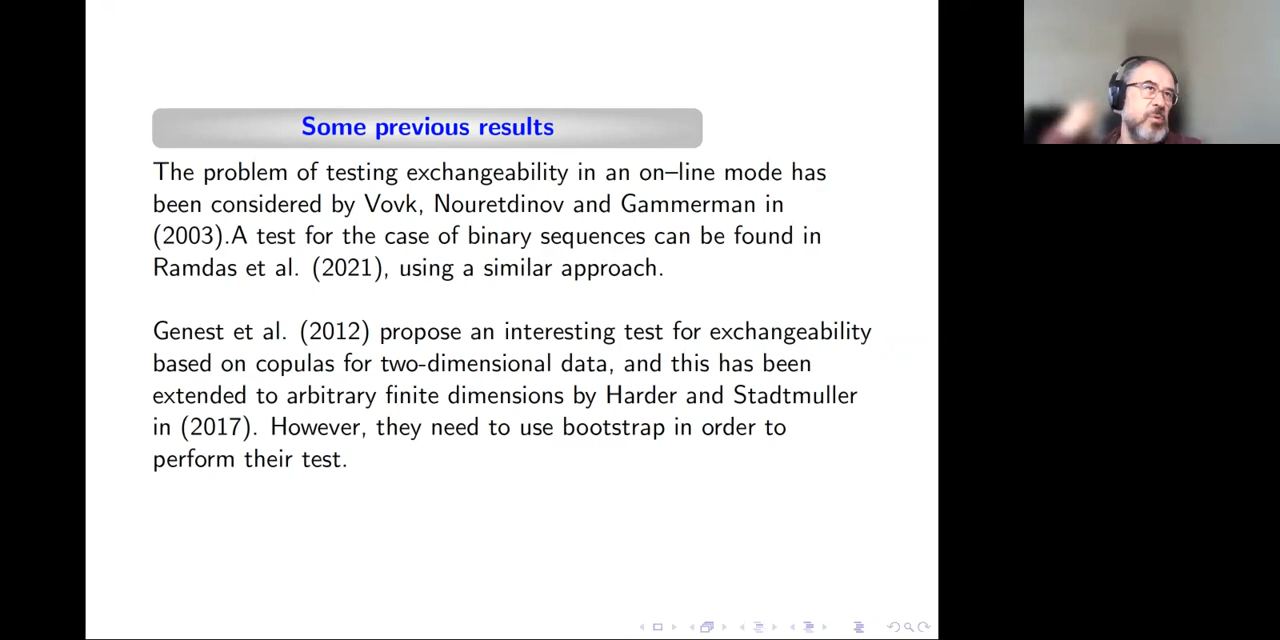 Some previous results
The problem of testing exchangeability in an on–line mode has
been considered by Vovk, Nouretdinov and Gammerman in
(2003).A test for the case of binary sequences can be found in
Ramdas et al. (2021), using a similar approach.
Genest et al. (2012) propose an interesting test for exchangeability
based on copulas for two-dimensional data, and this has been
extended to arbitrary finite dimensions by Harder and Stadtmuller
in (2017). However, they need to use bootstrap in order to
perform their test.